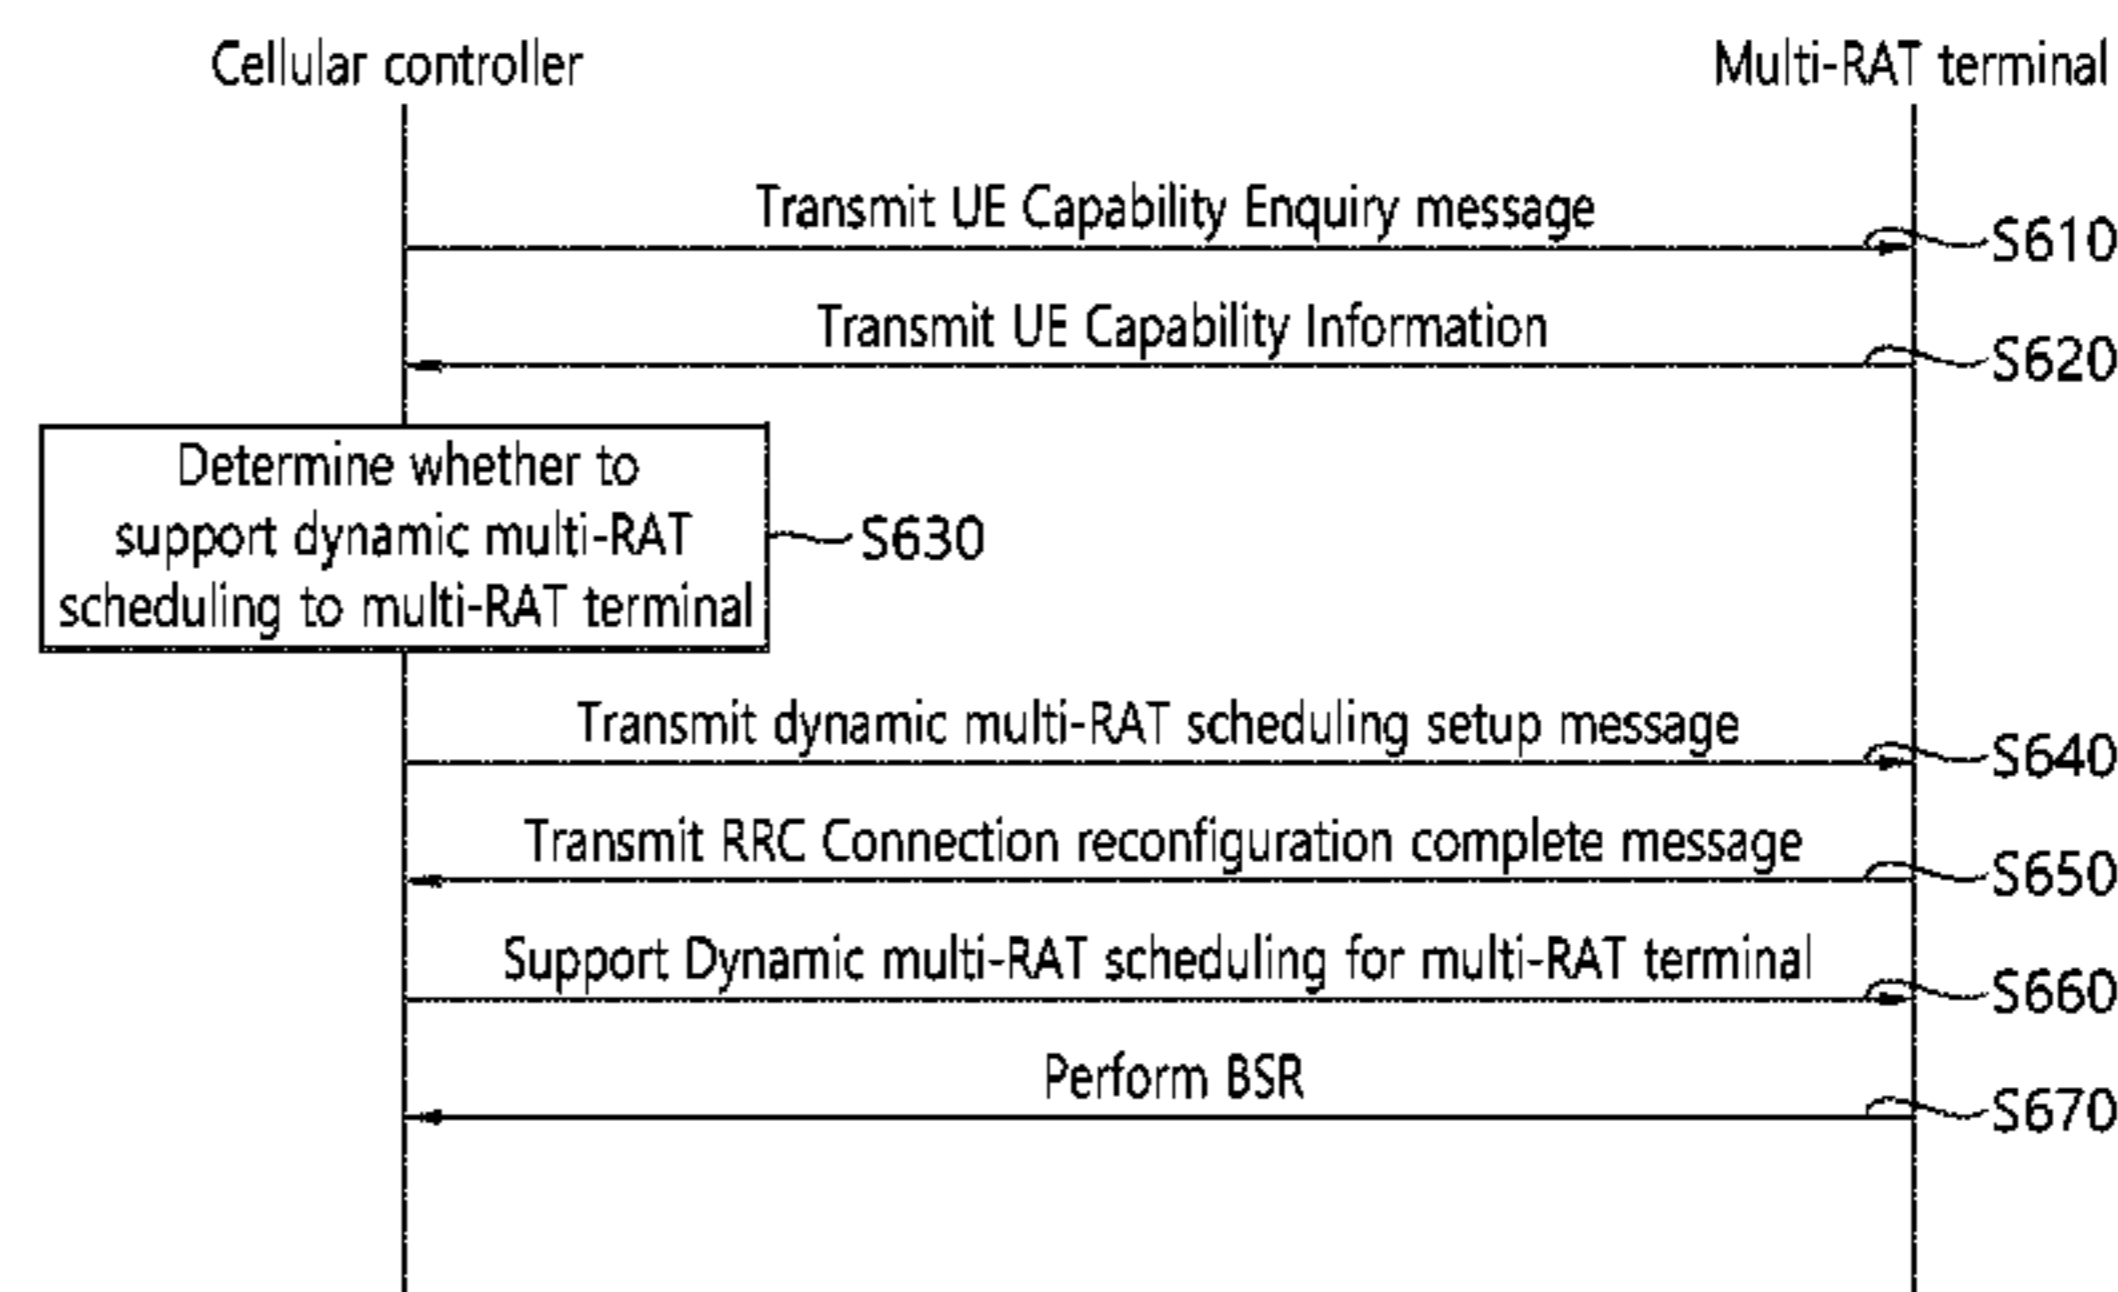 Cellular controller
Multi-RAT terminal
Transmit UE Capability Enquiry message
S610
Transmit UE Capability Information
S620
Determine whether to
support dynamic multi-RAT
scheduling to multi-RAT terminal
S630
Transmit dynamic multi-RAT scheduling setup message
S640
Transmit RRC Connection reconfiguration complete message
S650
Support Dynamic multi-RAT scheduling for multi-RAT terminal
S660
Perform BSR
S670